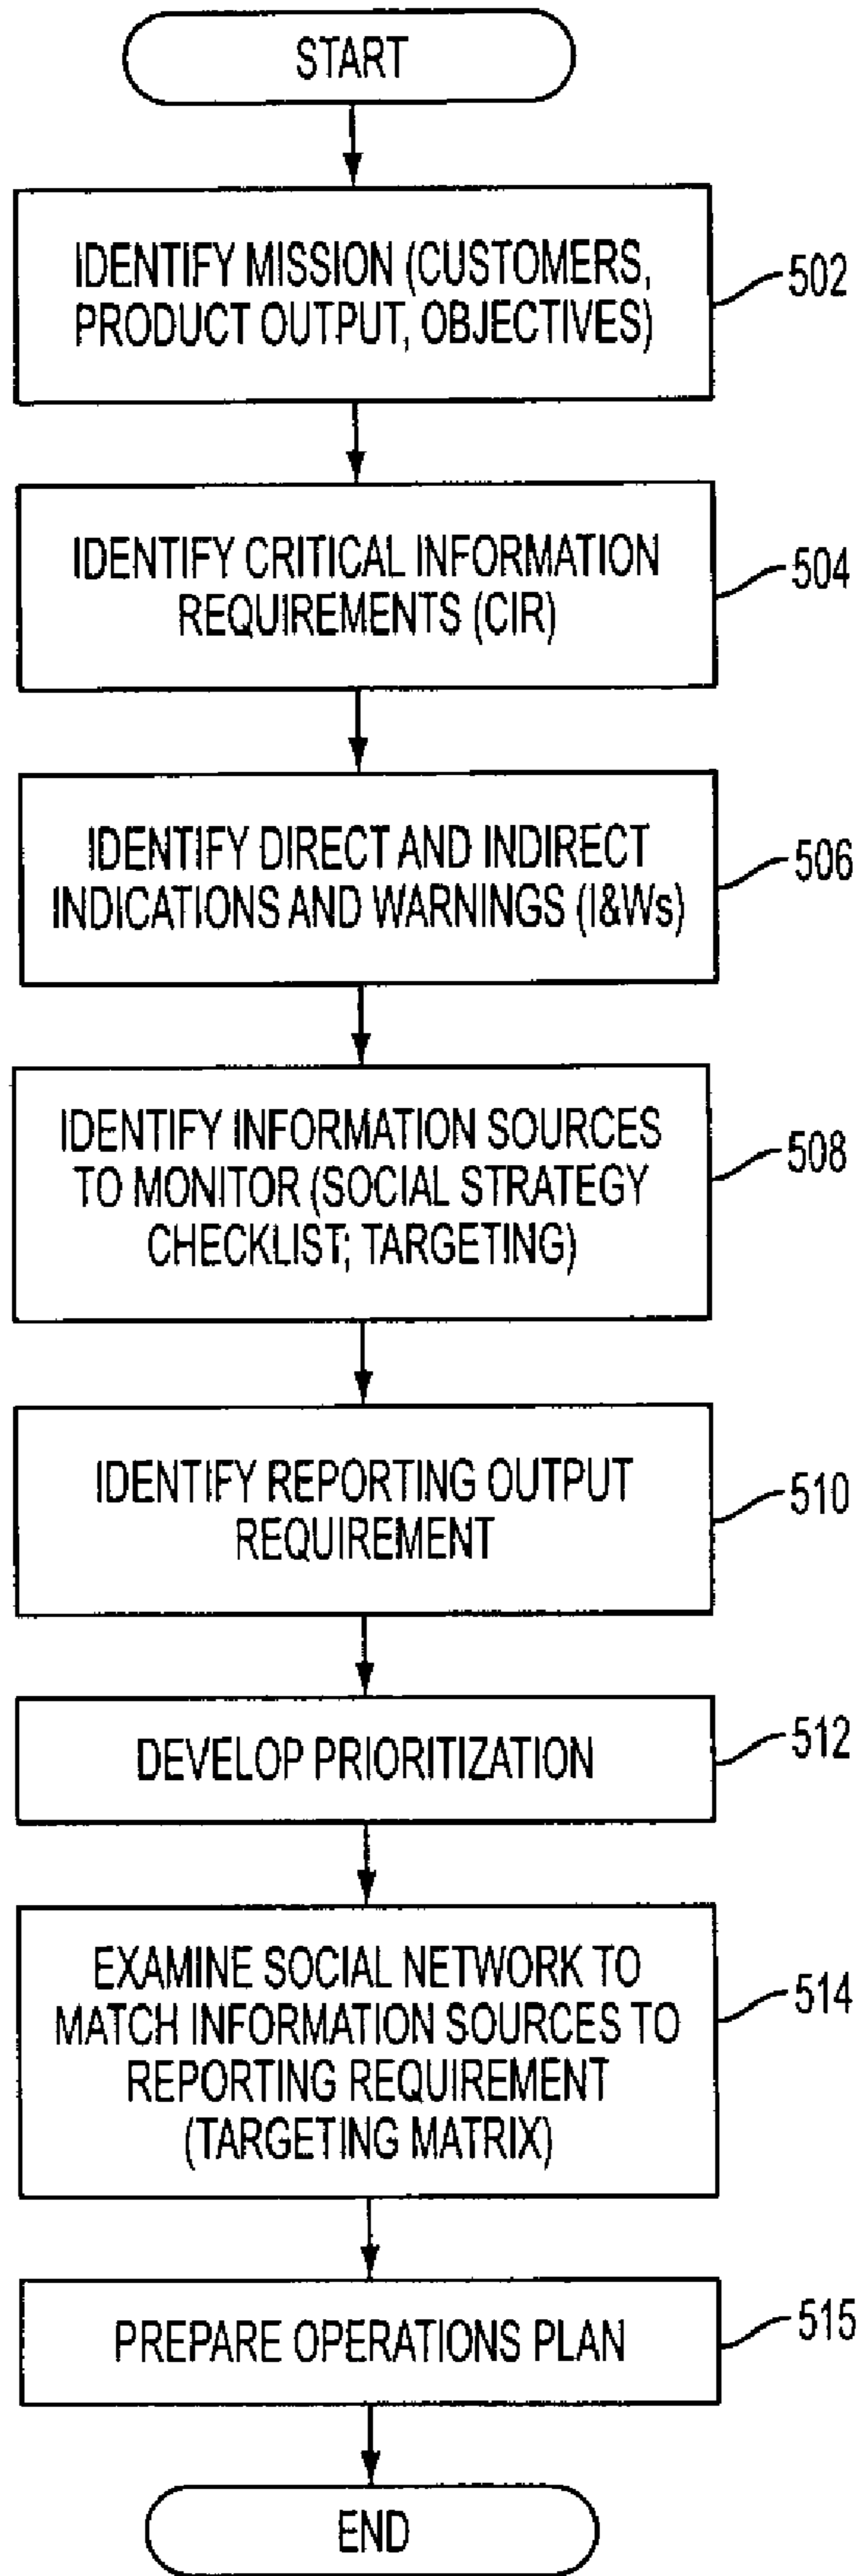 START
IDENTIFY MISSION (CUSTOMERS,
PRODUCT OUTPUT, OBJECTIVES)
502
IDENTIFY CRITICAL INFORMATION
REQUIREMENTS (CIR)
504
IDENTIFY DIRECT AND INDIRECT
INDICATIONS AND WARNINGS (I&Ws)
506
IDENTIFY INFORMATION SOURCES
TO MONITOR (SOCIAL STRATEGY
CHECKLIST; TARGETING)
508
IDENTIFY REPORTING OUTPUT
REQUIREMENT
510
DEVELOP PRIORITIZATION
512
EXAMINE SOCIAL NETWORK TO
MATCH INFORMATION SOURCES TO
REPORTING REQUIREMENT
(TARGETING MATRIX)
514
PREPARE OPERATIONS PLAN
515
END